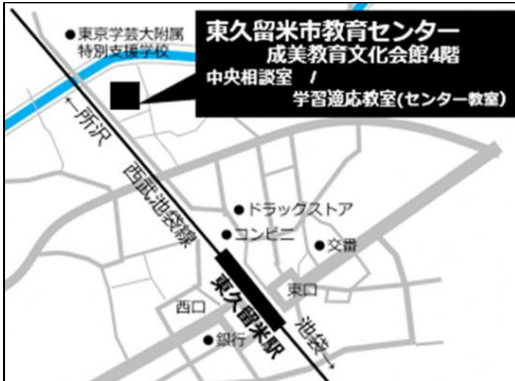 東久留米市教育センター
成美教育文化会館4階
中央相談室 /
学習適応教室(センター教室)
●東京学芸大附属
特別支援学校
←所沢
西武池袋線
●ドラッグストア
●コンビニ
●交番
東口
西口
東久留米駅
●銀行
池袋→